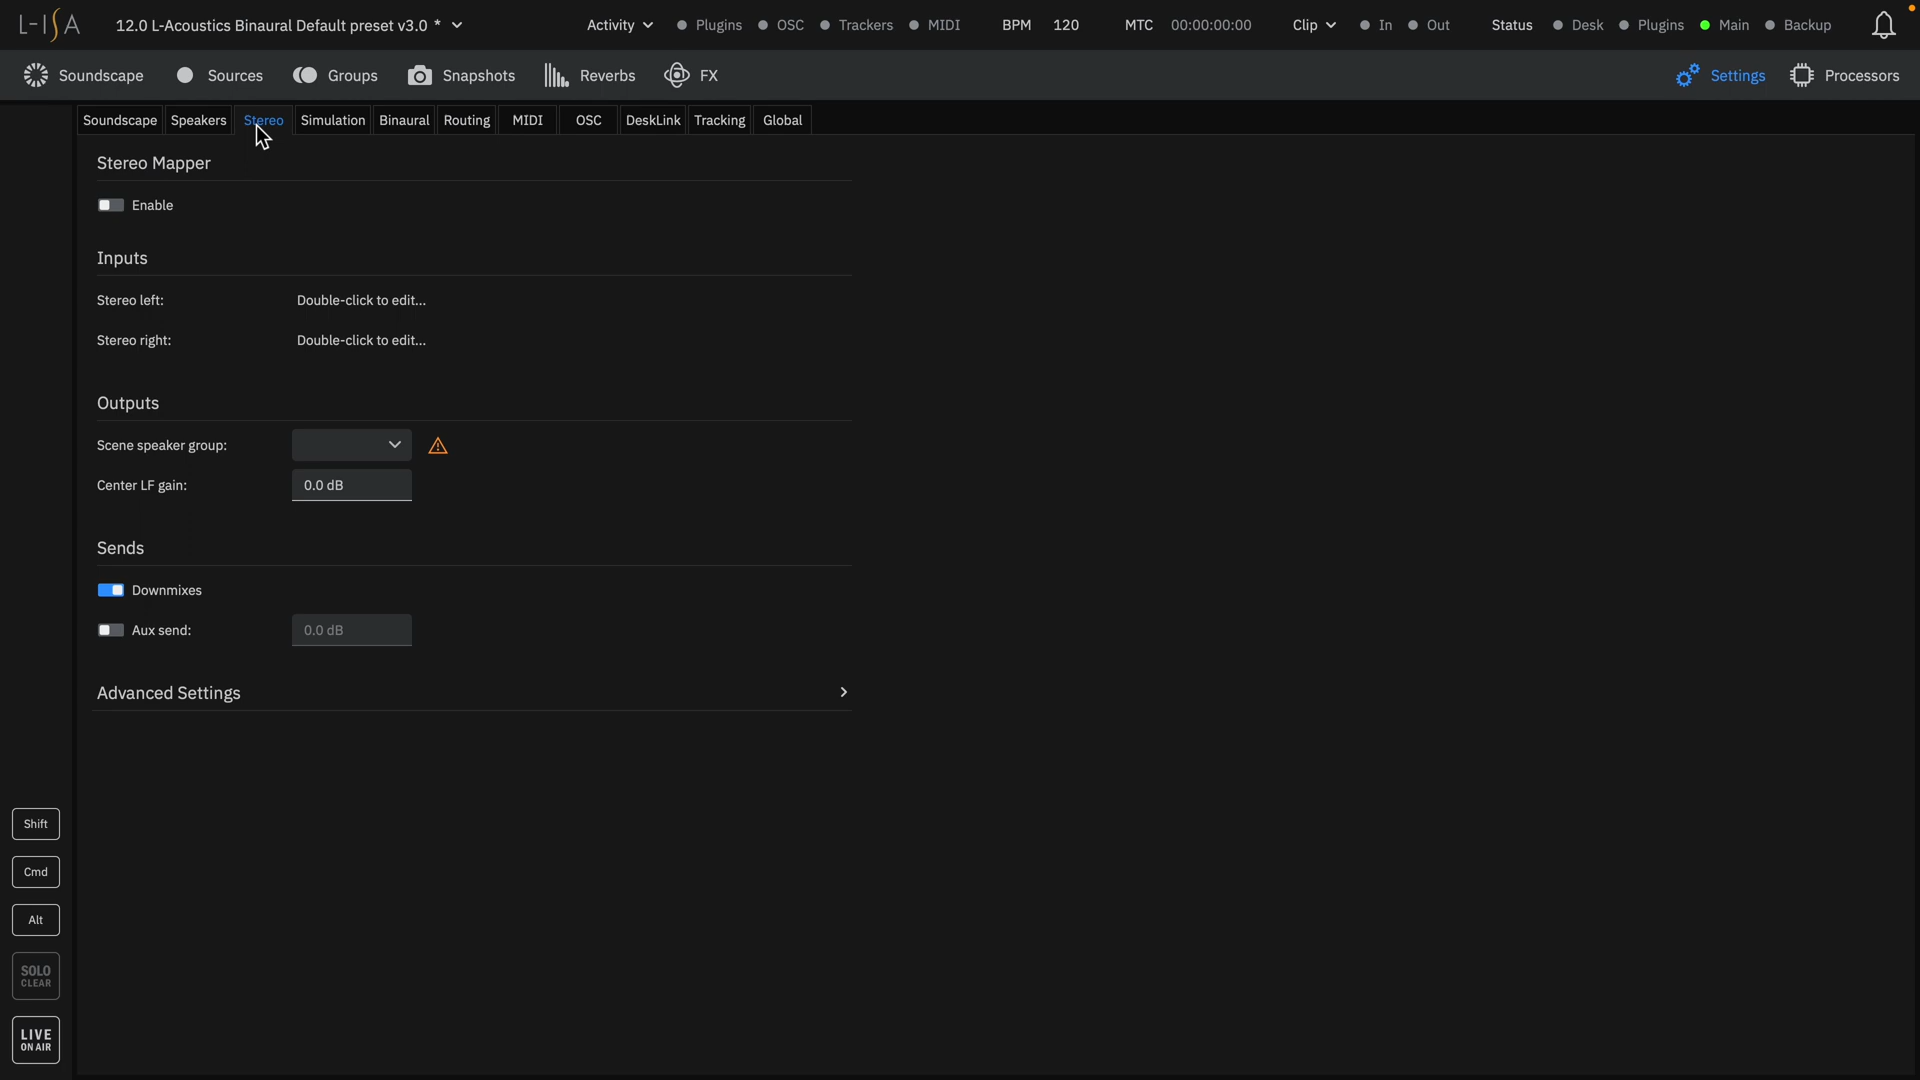 L-ISA 12.0 L-Acoustics Binaural Default preset v3.0 * Activity Plugins OSC Trackers MIDI BPM 120 MTC 00:00:00:00 Clip In Out Status Desk Plugins Main Backup
Soundscape Sources Groups Snapshots Reverbs FX Settings Processors
Soundscape Speakers Stereo Simulation Binaural Routing MIDI OSC DeskLink Tracking Global
Stereo Mapper
Enable
Inputs
Stereo left: Double-click to edit...
Stereo right: Double-click to edit...
Outputs
Scene speaker group:
Center LF gain: 0.0 dB
Sends
Downmixes
Aux send: 0.0 dB
Advanced Settings
Shift
Cmd
Alt
SOLO
CLEAR
LIVE
ON AIR